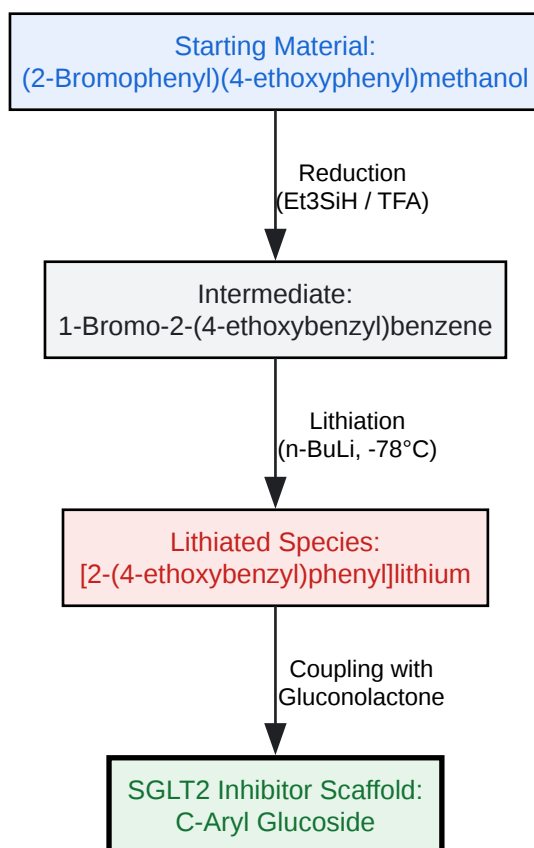 Starting Material:
(2-Bromophenyl)(4-ethoxyphenyl)methanol
Reduction
(Et3SiH / TFA)
Intermediate:
1-Bromo-2-(4-ethoxybenzyl)benzene
Lithiation
(n-BuLi, -78°C)
Lithiated Species:
[2-(4-ethoxybenzyl)phenyl]lithium
Coupling with
Gluconolactone
SGLT2 Inhibitor Scaffold:
C-Aryl Glucoside